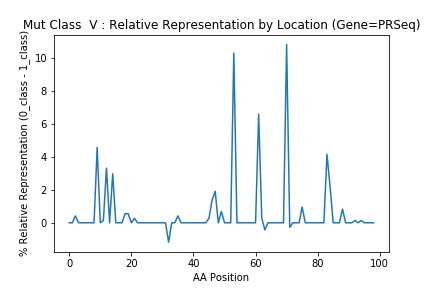 Mut Class V : Relative Representation by Location (Gene=PRSeq)
% Relative Representation (0_class - 1_class)
10
8
6
4
2
0
0 20 40 60 80 100
AA Position